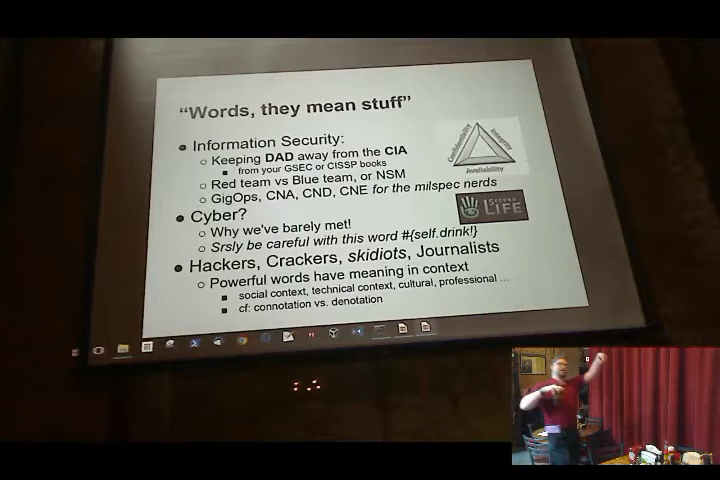 “Words, they mean stuff”
Information Security:
Keeping DAD away from the CIA
from your GSEC or CISSP books
Red team vs Blue team, or NSM
GigOps, CNA, CND, CNE for the milspec nerds
Cyber?
Why we've barely met!
Srsly be careful with this word #{self.drink!}
Hackers, Crackers, skidiots, Journalists
Powerful words have meaning in context
social context, technical context, cultural, professional ...
cf: connotation vs. denotation
Confidentiality
Integrity
Availability
SECOND
LIFE